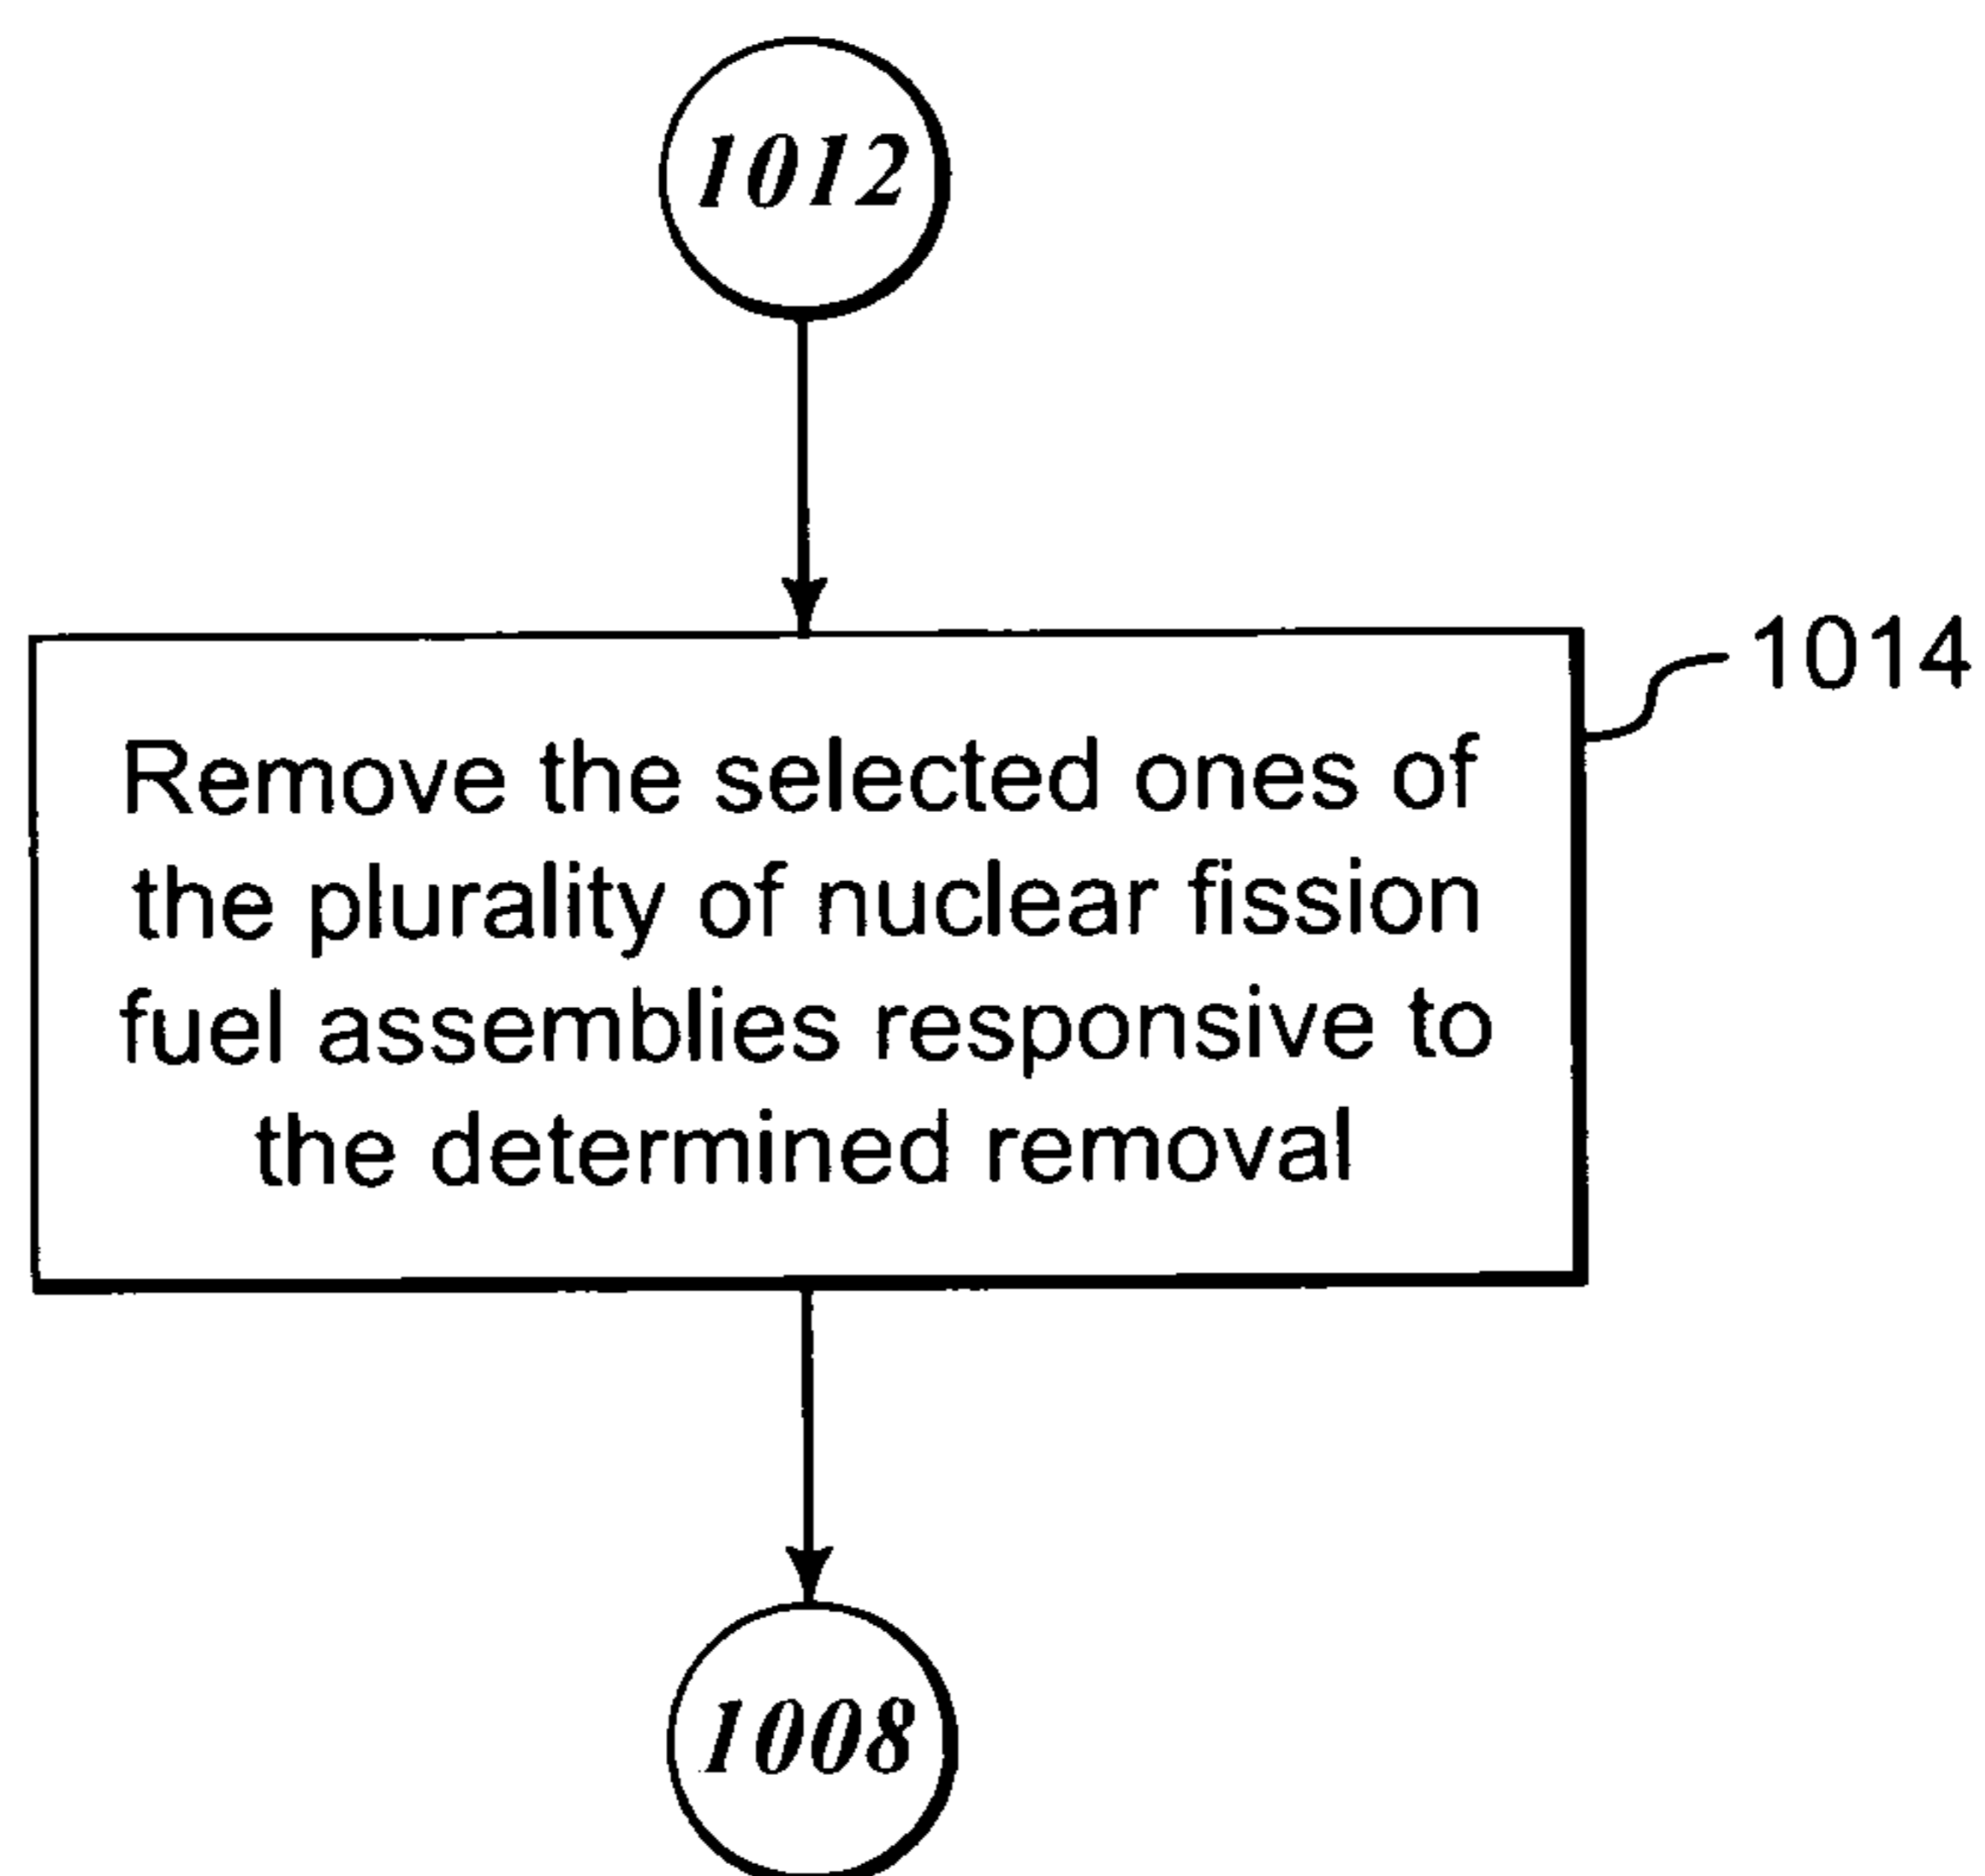 1012
1014
Remove the selected ones of
the plurality of nuclear fission
fuel assemblies responsive to
the determined removal
1008